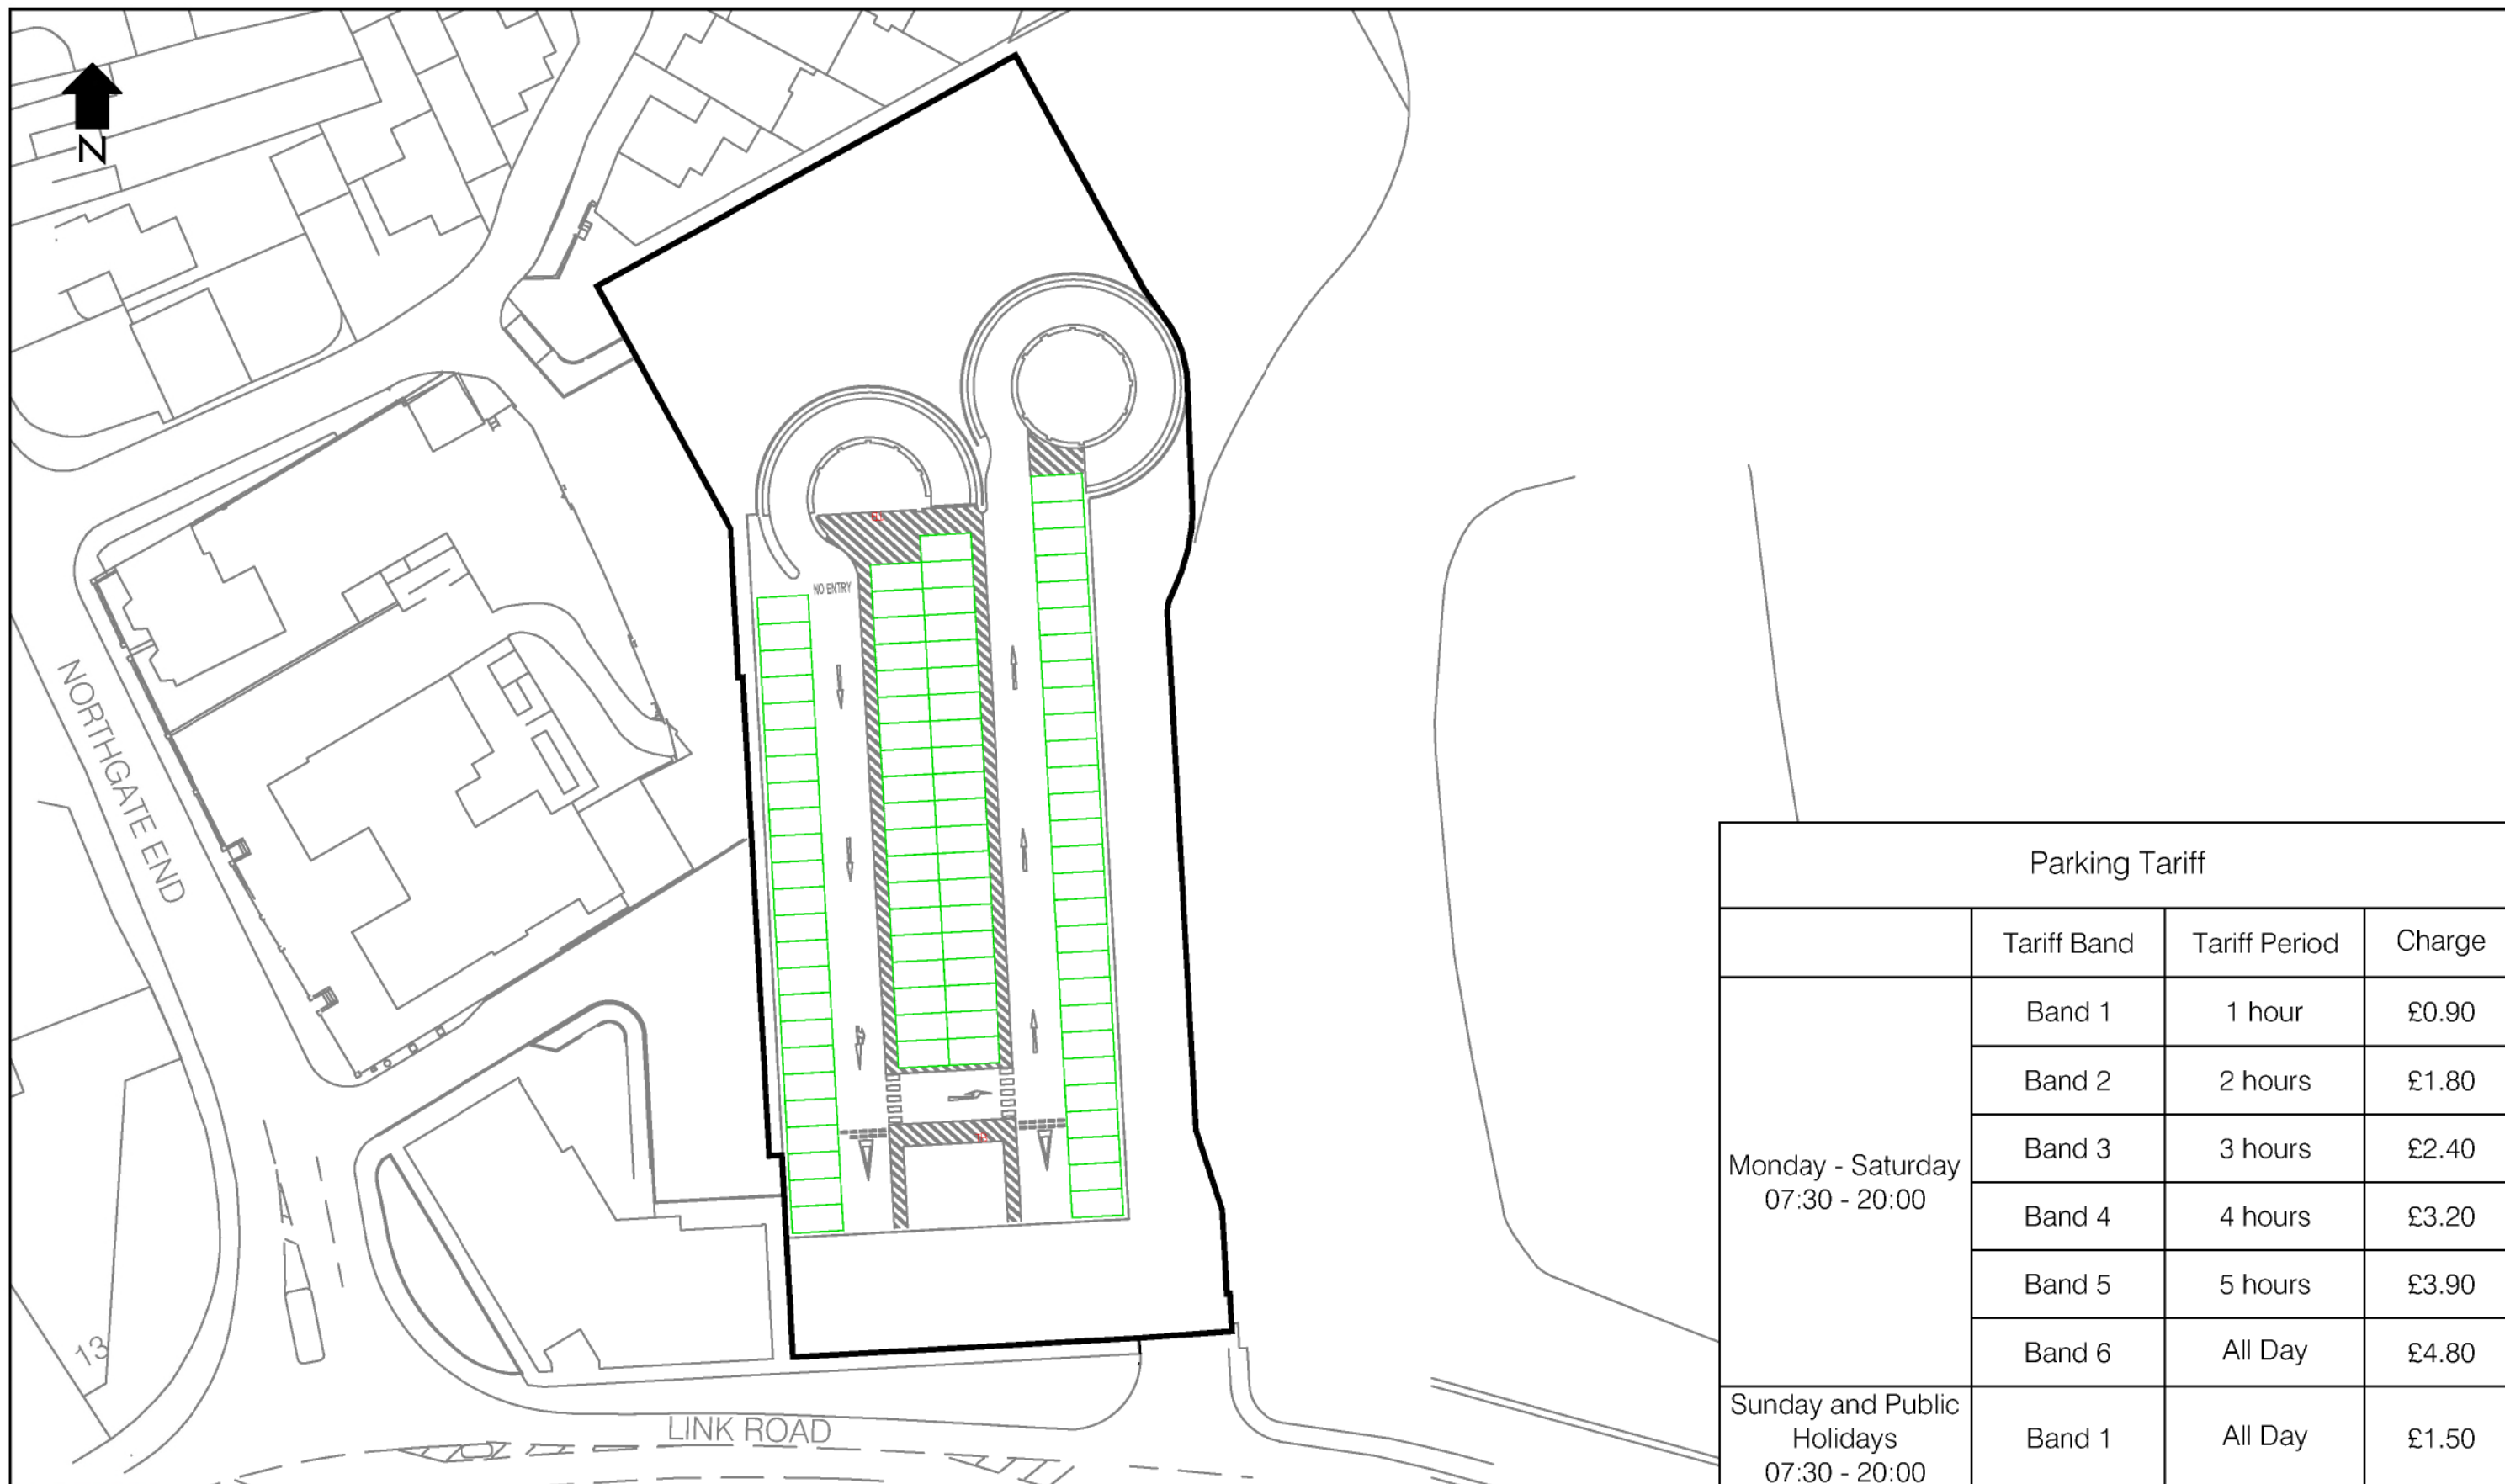 N
NO ENTRY
NORTHGATE END
13
LINK ROAD
Parking Tariff
Tariff Band Tariff Period Charge
Monday - Saturday
07:30 - 20:00
Band 1 1 hour £0.90
Band 2 2 hours £1.80
Band 3 3 hours £2.40
Band 4 4 hours £3.20
Band 5 5 hours £3.90
Band 6 All Day £4.80
Sunday and Public
Holidays
07:30 - 20:00
Band 1 All Day £1.50